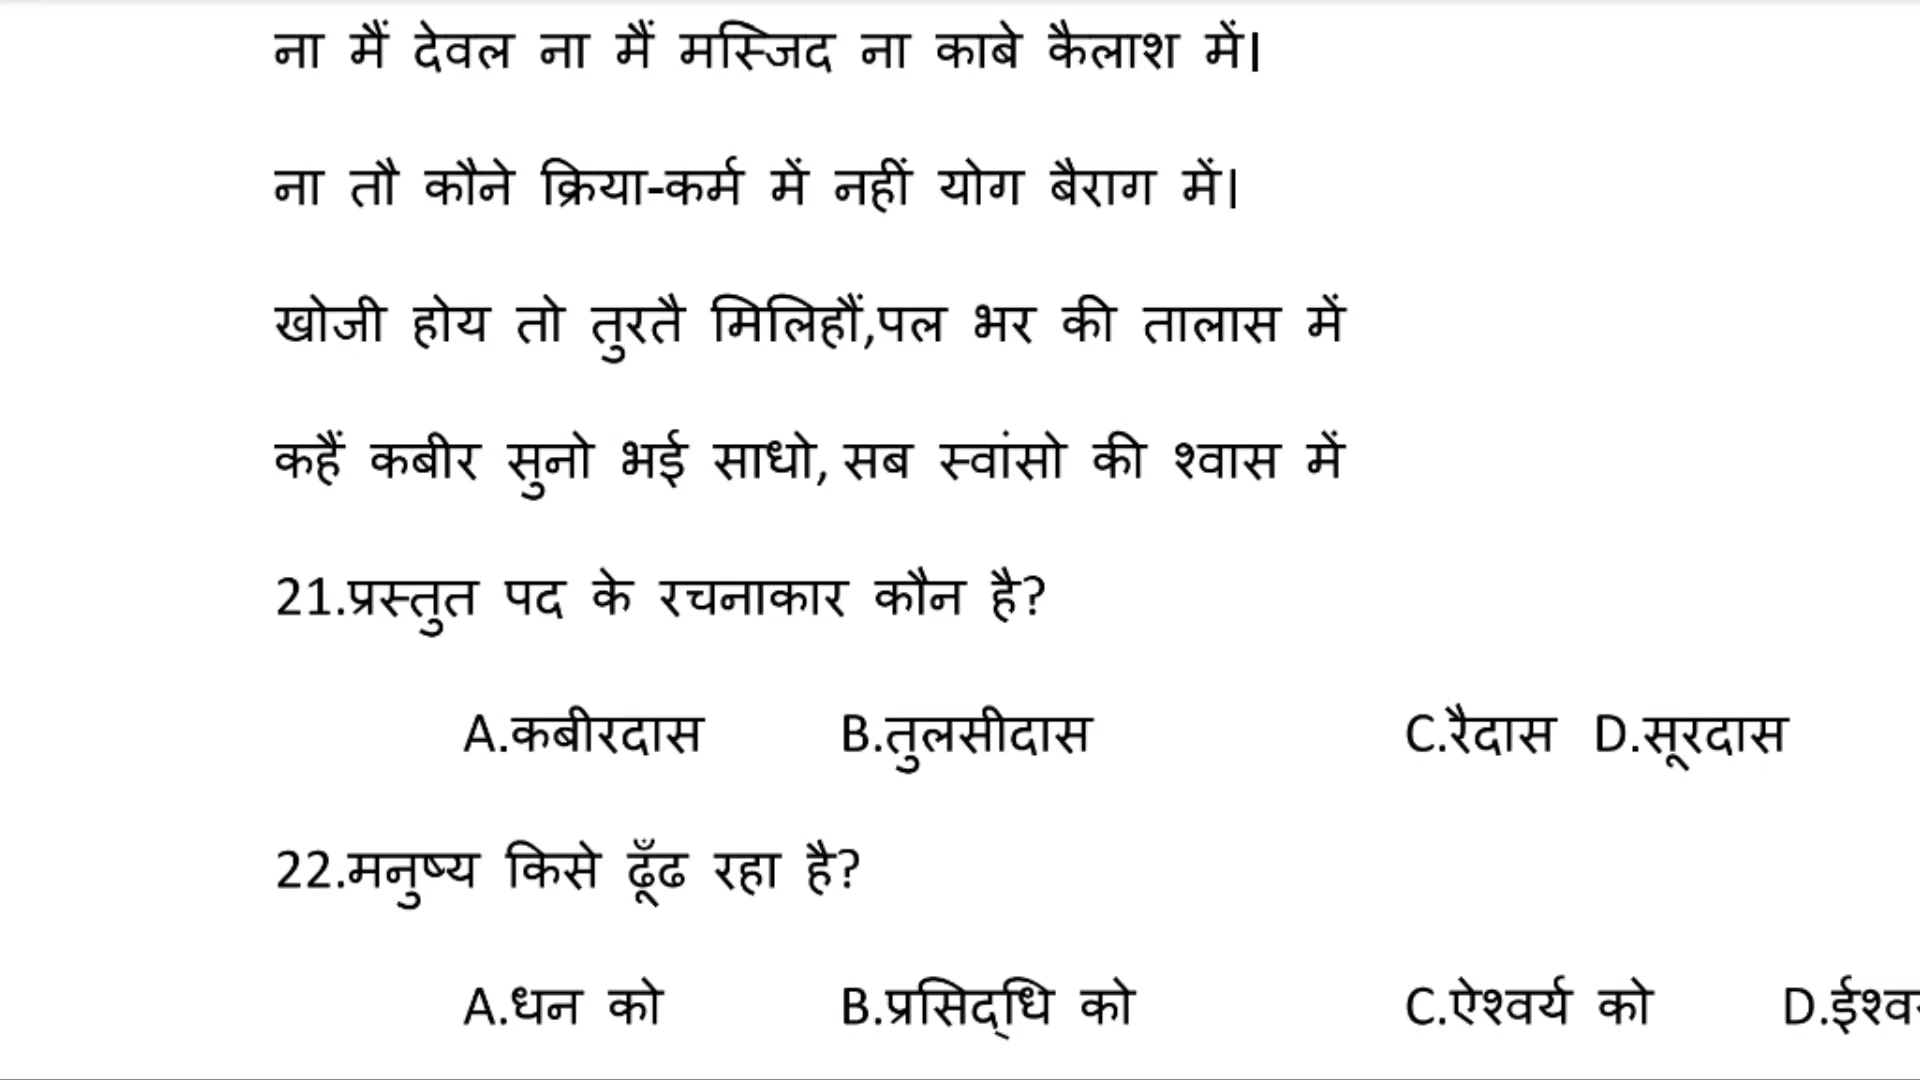 ना मैं देवल ना मैं मस्जिद ना काबे कैलाश में।
ना तौ कौने क्रिया-कर्म में नहीं योग बैराग में।
खोजी होय तो तुरतै मिलिहौं,पल भर की तालास में
कहैं कबीर सुनो भई साधो, सब स्वांसो की श्वास में
21.प्रस्तुत पद के रचनाकार कौन है?
A.कबीरदास B.तुलसीदास C.रैदास D.सूरदास
22.मनुष्य किसे ढूँढ रहा है?
A.धन को B.प्रसिद्धि को C.ऐश्वर्य को D.